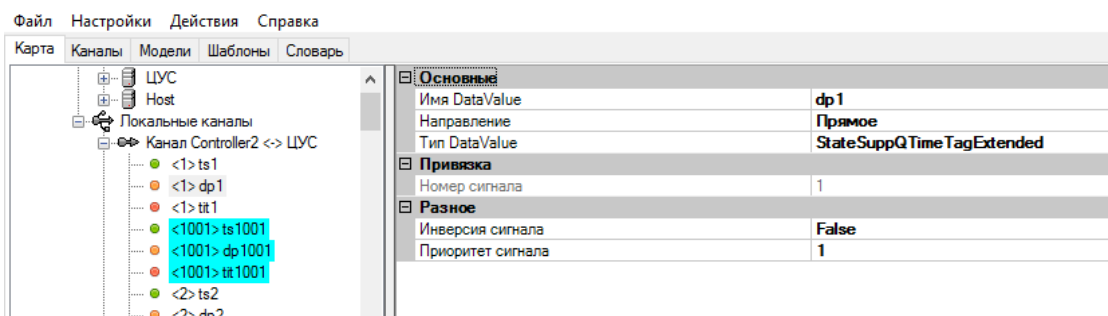 Файл Настройки Действия Справка
Карта Каналы Модели Шаблоны Словарь
ЦУС
Host
Локальные каналы
Канал Controller2 <-> ЦУС
<1> ts1
<1> dp1
<1> tit1
<1001> ts1001
<1001> dp1001
<1001> tit1001
<2> ts2
<2> dp2
Основные
Имя DataValue dp1
Направление Прямое
Тип DataValue StateSuppQTimeTagExtended
Привязка
Номер сигнала 1
Разное
Инверсия сигнала False
Приоритет сигнала 1